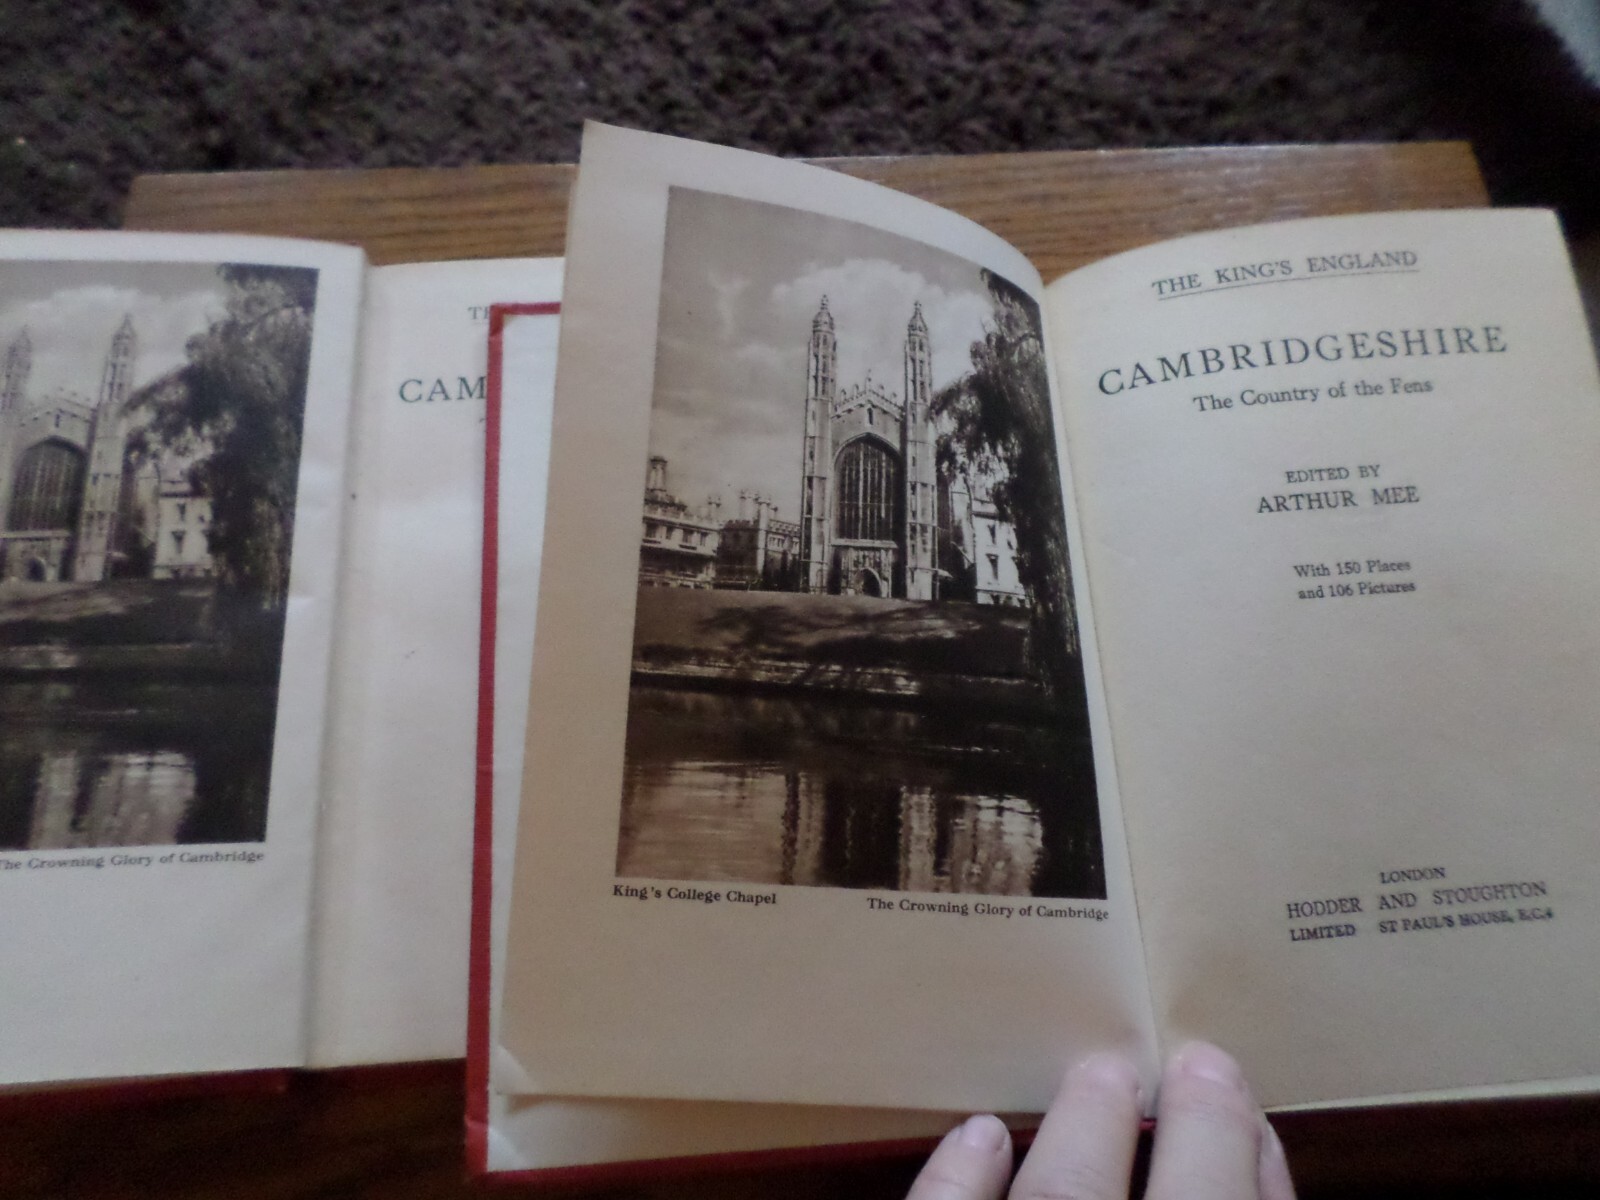 The Crowning Glory of Cambridge
CAM
King's College Chapel
The Crowning Glory of Cambridge
THE KING'S ENGLAND
CAMBRIDGESHIRE
The Country of the Fens
EDITED BY
ARTHUR MEE
With 150 Places
and 106 Pictures
LONDON
HODDER AND STOUGHTON
LIMITED ST PAUL'S HOUSE, E.C.4